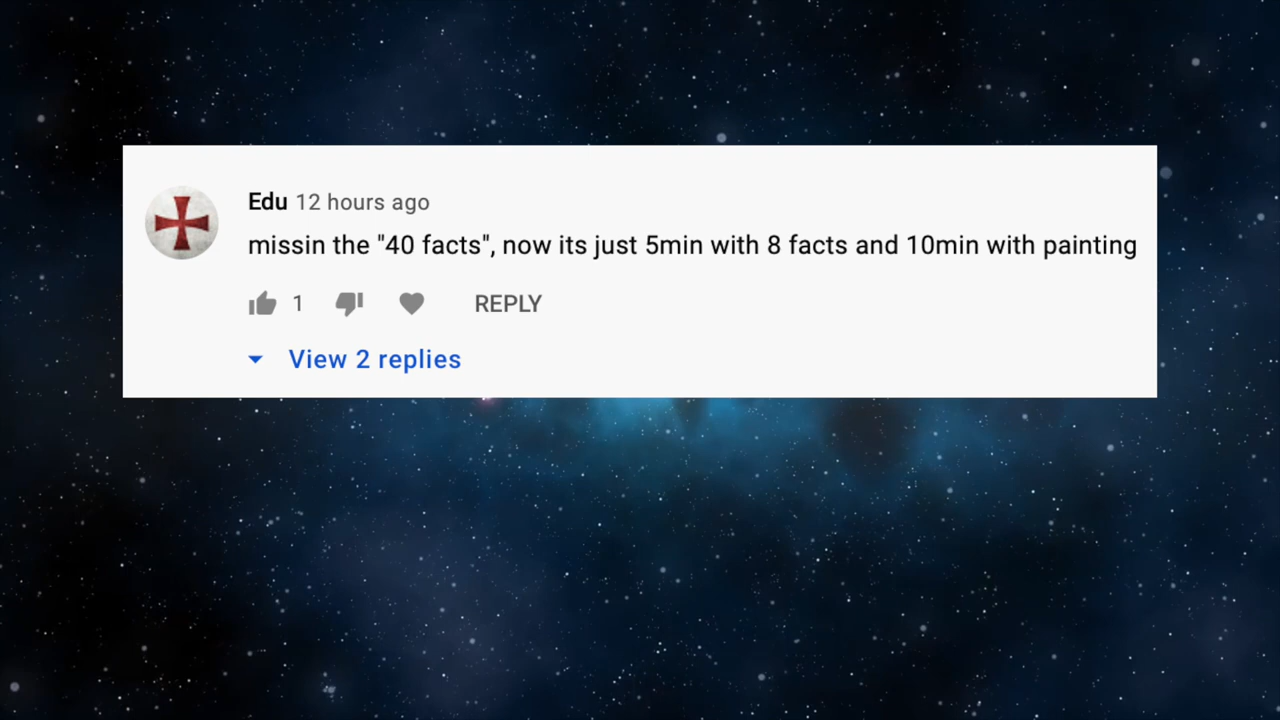 Edu 12 hours ago
missin the "40 facts", now its just 5min with 8 facts and 10min with painting
1 REPLY
View 2 replies